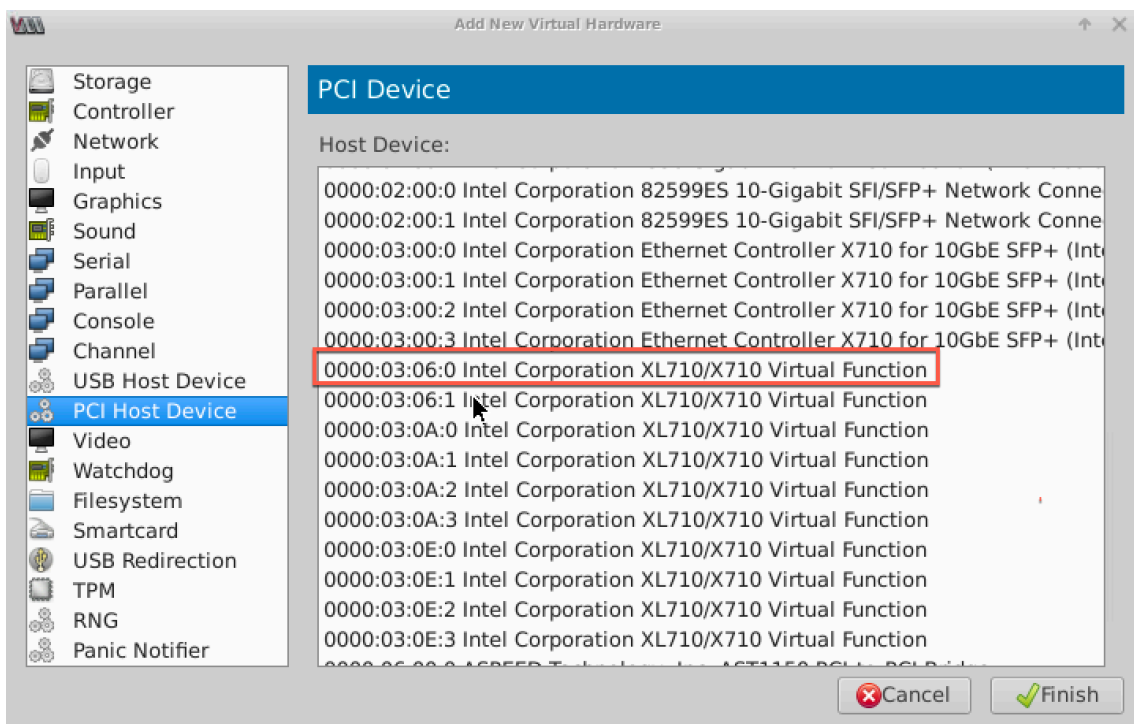 Add New Virtual Hardware
Storage
Controller
Network
Input
Graphics
Sound
Serial
Parallel
Console
Channel
USB Host Device
PCI Host Device
Video
Watchdog
Filesystem
Smartcard
USB Redirection
TPM
RNG
Panic Notifier
PCI Device
Host Device:
0000:02:00:0 Intel Corporation 82599ES 10-Gigabit SFI/SFP+ Network Conne
0000:02:00:1 Intel Corporation 82599ES 10-Gigabit SFI/SFP+ Network Conne
0000:03:00:0 Intel Corporation Ethernet Controller X710 for 10GbE SFP+ (Int
0000:03:00:1 Intel Corporation Ethernet Controller X710 for 10GbE SFP+ (Int
0000:03:00:2 Intel Corporation Ethernet Controller X710 for 10GbE SFP+ (Int
0000:03:00:3 Intel Corporation Ethernet Controller X710 for 10GbE SFP+ (Int
0000:03:06:0 Intel Corporation XL710/X710 Virtual Function
0000:03:06:1 Intel Corporation XL710/X710 Virtual Function
0000:03:0A:0 Intel Corporation XL710/X710 Virtual Function
0000:03:0A:1 Intel Corporation XL710/X710 Virtual Function
0000:03:0A:2 Intel Corporation XL710/X710 Virtual Function
0000:03:0A:3 Intel Corporation XL710/X710 Virtual Function
0000:03:0E:0 Intel Corporation XL710/X710 Virtual Function
0000:03:0E:1 Intel Corporation XL710/X710 Virtual Function
0000:03:0E:2 Intel Corporation XL710/X710 Virtual Function
0000:03:0E:3 Intel Corporation XL710/X710 Virtual Function
Cancel
Finish